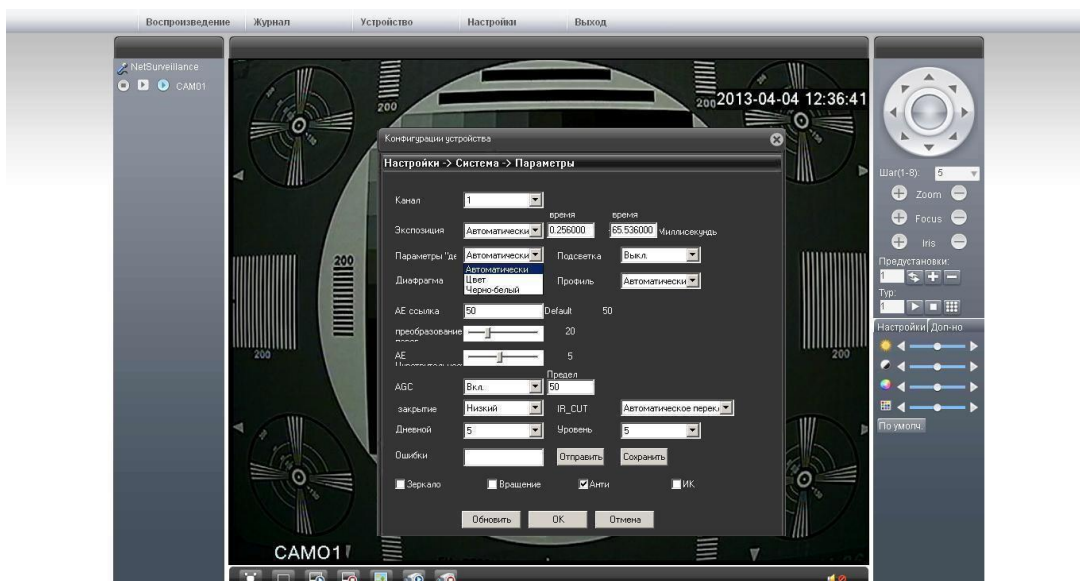 Воспроизведение Журнал Устройство Настройки Выход
NetSurveillance
CAM01
200
200
2013-04-04 12:36:41
Конфигурации устройства
Настройки -> Система -> Параметры
Канал 1
время время
Экспозиция Автоматически 0.256000 65.536000 Миллисекундь
Параметры "де Автоматически Подсветка Выкл.
Автоматически
Цвет
Черно-белый
Диафрагма Профиль Автоматически
АЕ ссылка 50 Default 50
преобразование 20
АЕ 5
Предел
AGC Вкл. 50
закрытие Низкий IR_CUT Автоматическое перекл
Дневной 5 Уровень 5
Ошибки Отправить Сохранить
Зеркало Вращение Анти ИК
Обновить OK Отмена
200
200
200
CAM01
Шаг(1-8): 5
Zoom
Focus
Iris
Предустановки:
1
Тур:
1
Настройки Доп-но
По умолч.